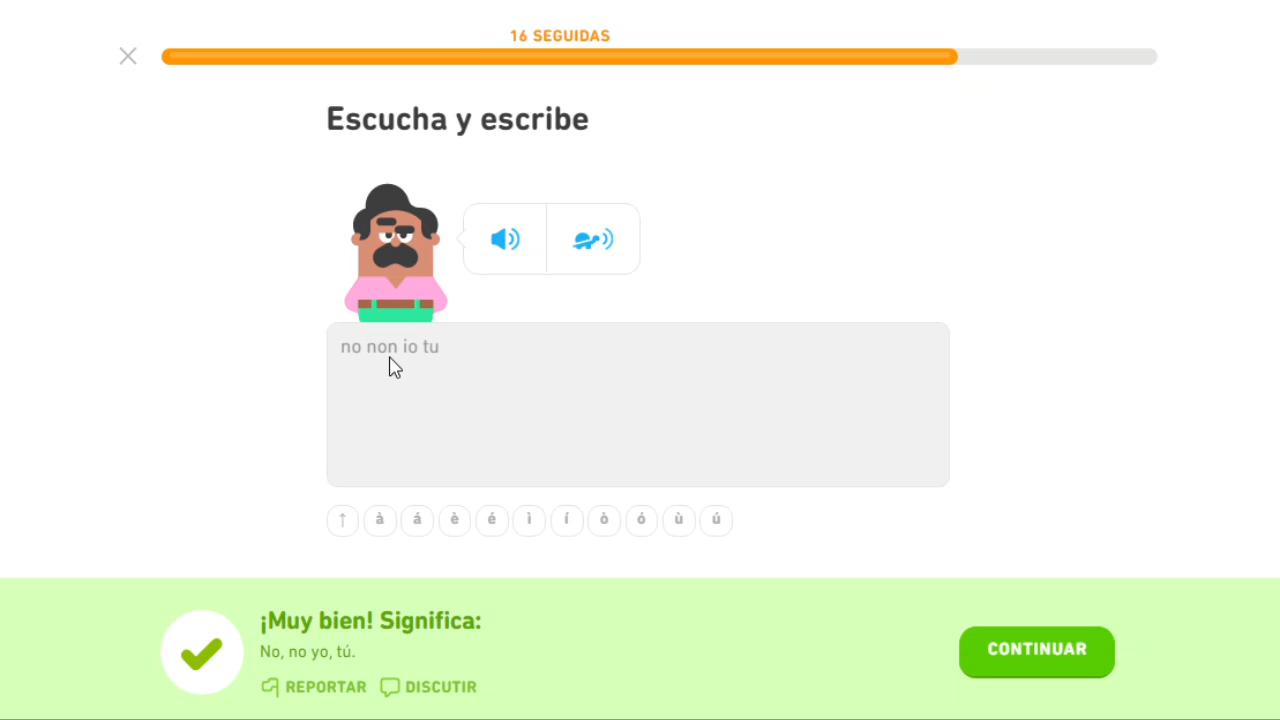 16 SEGUIDAS
Escucha y escribe
no non io tu
↑ à á è é ì í ò ó ù ú
¡Muy bien! Significa:
No, no yo, tú.
REPORTAR DISCUTIR
CONTINUAR